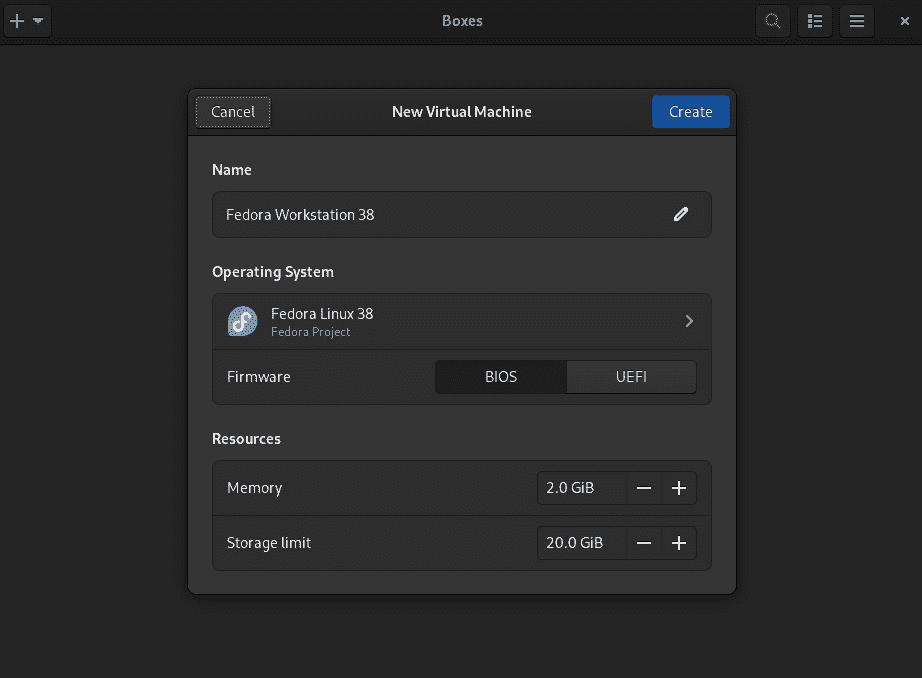 Boxes
Cancel
New Virtual Machine
Create
Name
Fedora Workstation 38
Operating System
Fedora Linux 38
Fedora Project
Firmware
BIOS
UEFI
Resources
Memory
2.0 GiB
Storage limit
20.0 GiB